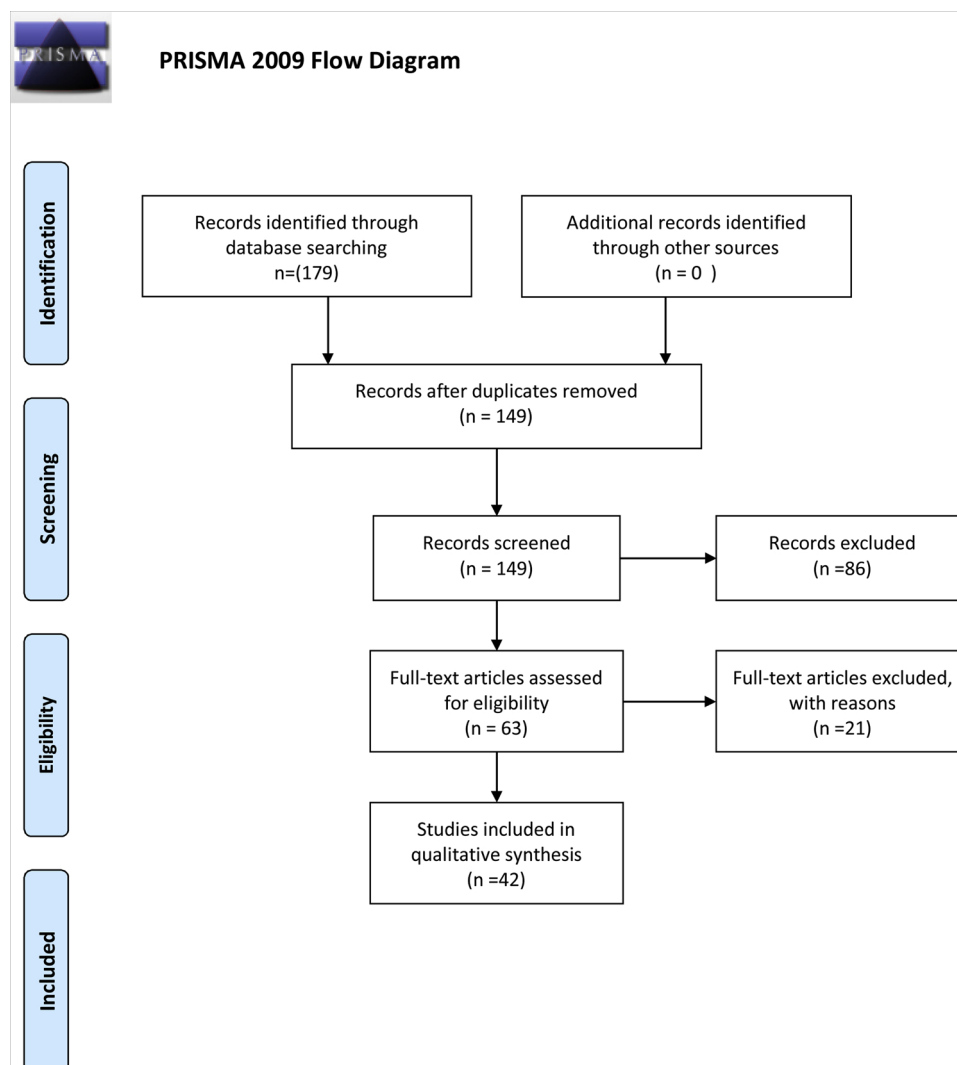 PRISMA
PRISMA 2009 Flow Diagram
Identification
Records identified through
database searching
n=(179)
Additional records identified
through other sources
(n = 0  )
Records after duplicates removed
(n = 149)
Screening
Records screened
(n = 149)
Records excluded
(n =86)
Eligibility
Full-text articles assessed
for eligibility
(n = 63)
Full-text articles excluded,
with reasons
(n =21)
Studies included in
qualitative synthesis
(n =42)
Included